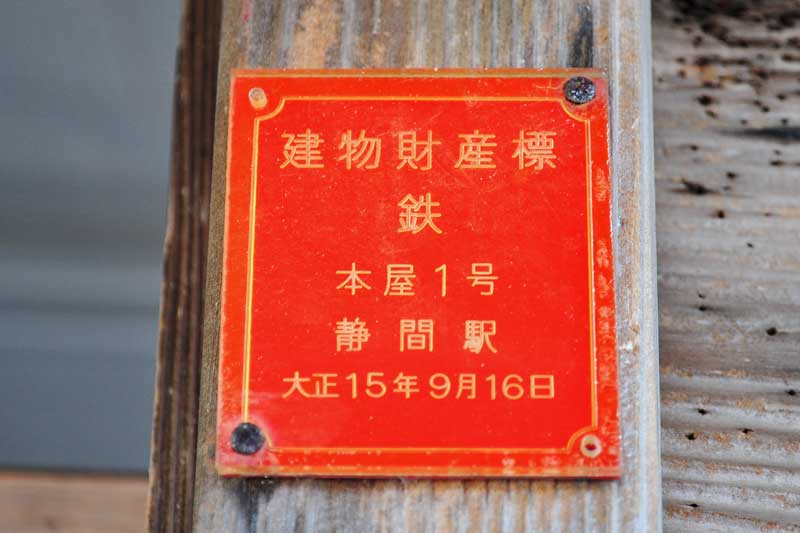 建物財産標
鉄
本屋1号
静間駅
大正15年9月16日